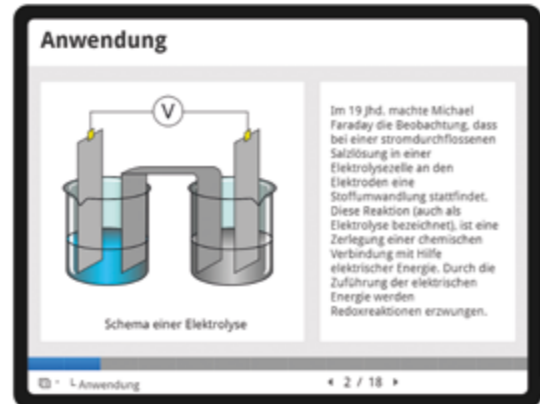 Anwendung
V
Schema einer Elektrolyse
Im 19 Jhd. machte Michael
Faraday die Beobachtung, dass
bei einer stromdurchflossenen
Salzlösung in einer
Elektrolysezelle an den
Elektroden eine
Stoffumwandlung stattfindet.
Diese Reaktion (auch als
Elektrolyse bezeichnet), ist eine
Zerlegung einer chemischen
Verbindung mit Hilfe
elektrischer Energie. Durch die
Zuführung der elektrischen
Energie werden
Redoxreaktionen erzwungen.
Anwendung
2 / 18